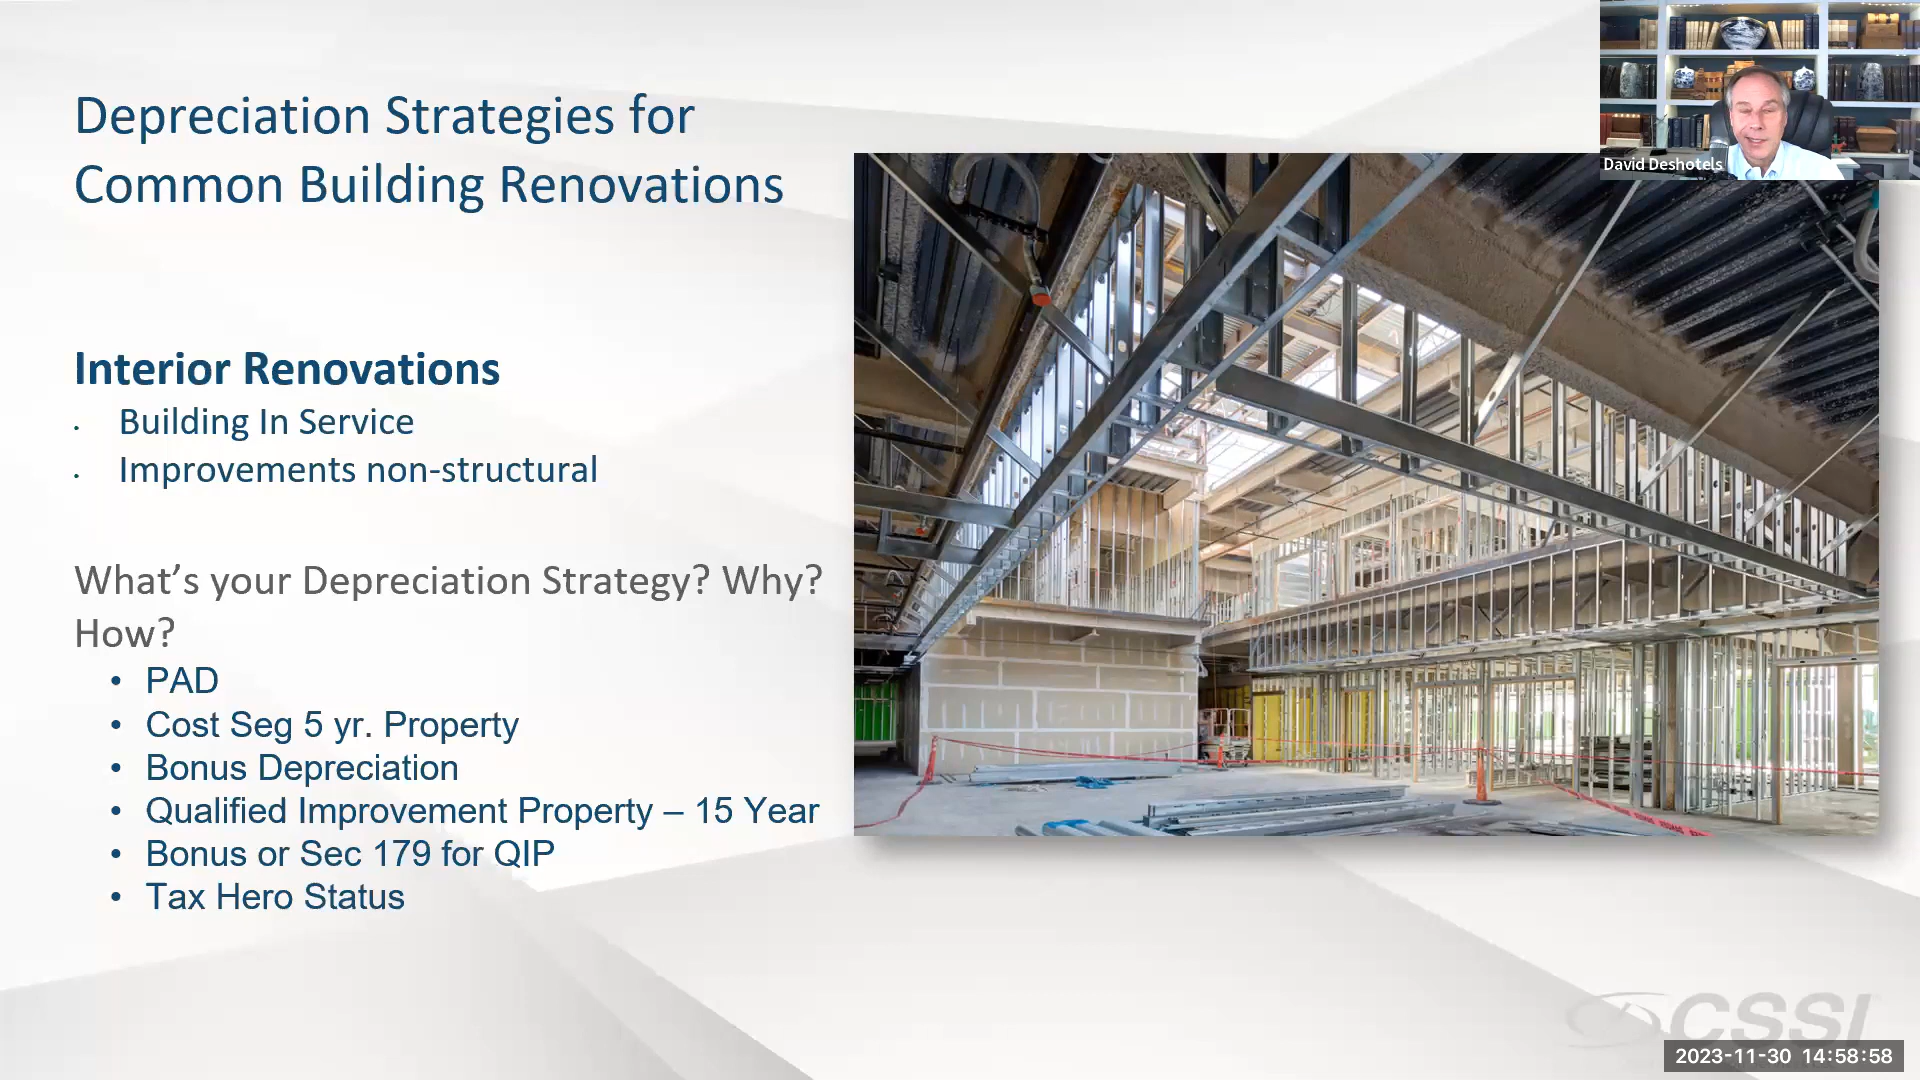 Depreciation Strategies for
Common Building Renovations
David Deshotels
Interior Renovations
• Building In Service
• Improvements non-structural
What’s your Depreciation Strategy? Why?
How?
• PAD
• Cost Seg 5 yr. Property
• Bonus Depreciation
• Qualified Improvement Property – 15 Year
• Bonus or Sec 179 for QIP
• Tax Hero Status
CSSI
2023-11-30 14:58:58